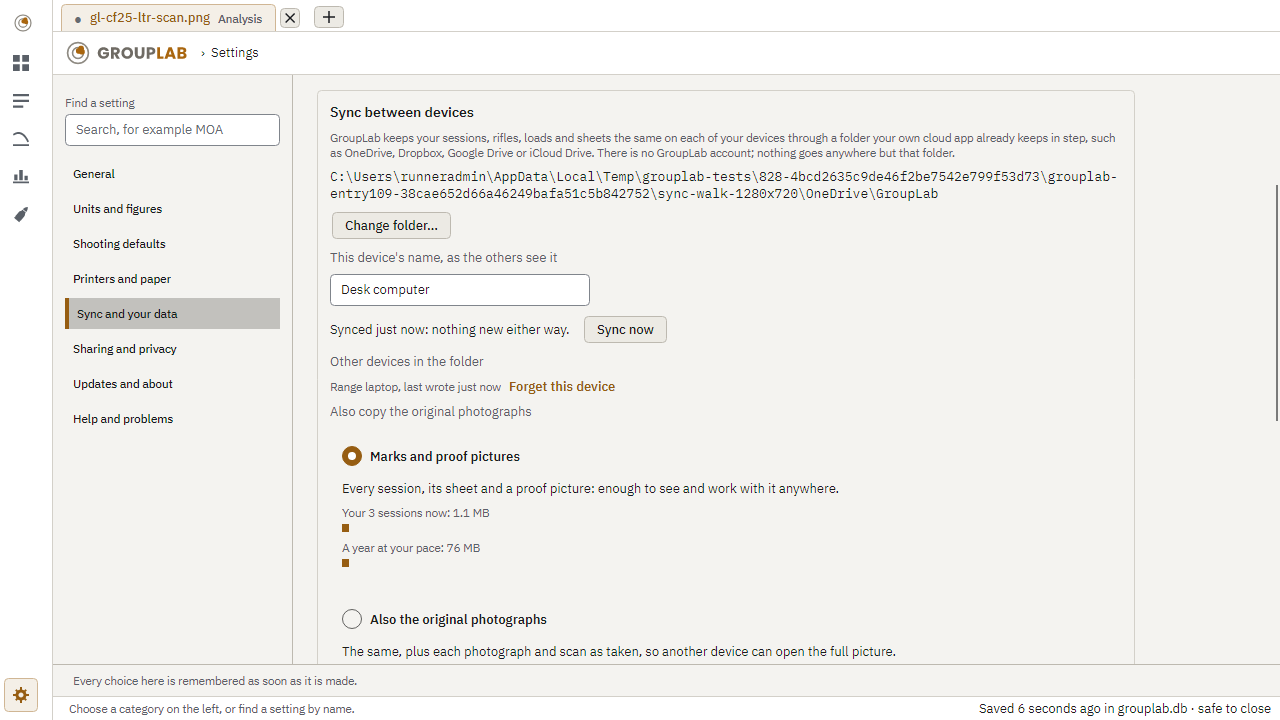 gl-cf25-ltr-scan.png Analysis
GROUPLAB › Settings
Find a setting
Search, for example MOA
General
Units and figures
Shooting defaults
Printers and paper
Sync and your data
Sharing and privacy
Updates and about
Help and problems
Sync between devices
GroupLab keeps your sessions, rifles, loads and sheets the same on each of your devices through a folder your own cloud app already keeps in step, such
as OneDrive, Dropbox, Google Drive or iCloud Drive. There is no GroupLab account; nothing goes anywhere but that folder.
C:\Users\runneradmin\AppData\Local\Temp\grouplab-tests\828-4bcd2635c9de46f2be7542e799f53d73\grouplab-
entry109-38cae652d66a46249bafa51c5b842752\sync-walk-1280x720\OneDrive\GroupLab
Change folder...
This device's name, as the others see it
Desk computer
Synced just now: nothing new either way. Sync now
Other devices in the folder
Range laptop, last wrote just now Forget this device
Also copy the original photographs
Marks and proof pictures
Every session, its sheet and a proof picture: enough to see and work with it anywhere.
Your 3 sessions now: 1.1 MB
A year at your pace: 76 MB
Also the original photographs
The same, plus each photograph and scan as taken, so another device can open the full picture.
Every choice here is remembered as soon as it is made.
Choose a category on the left, or find a setting by name.
Saved 6 seconds ago in grouplab.db · safe to close